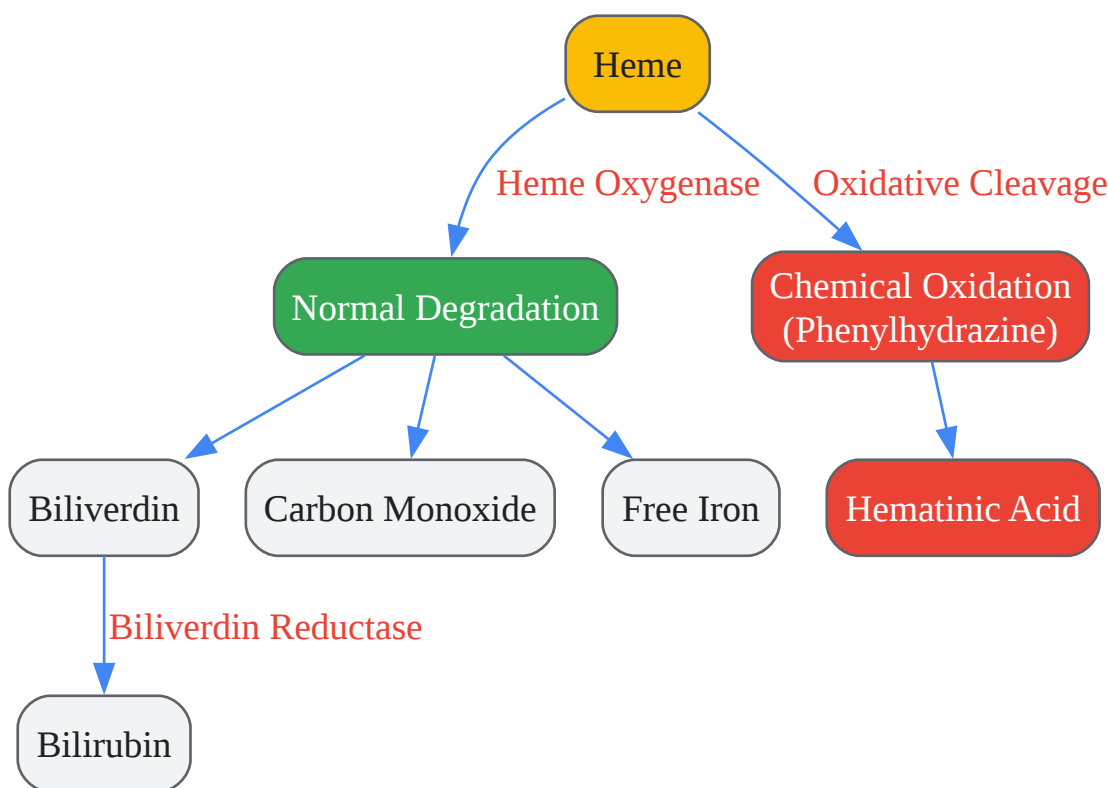 Heme
Heme Oxygenase
Oxidative Cleavage
Normal Degradation
Chemical Oxidation
(Phenylhydrazine)
Biliverdin
Carbon Monoxide
Free Iron
Hematinic Acid
Biliverdin Reductase
Bilirubin